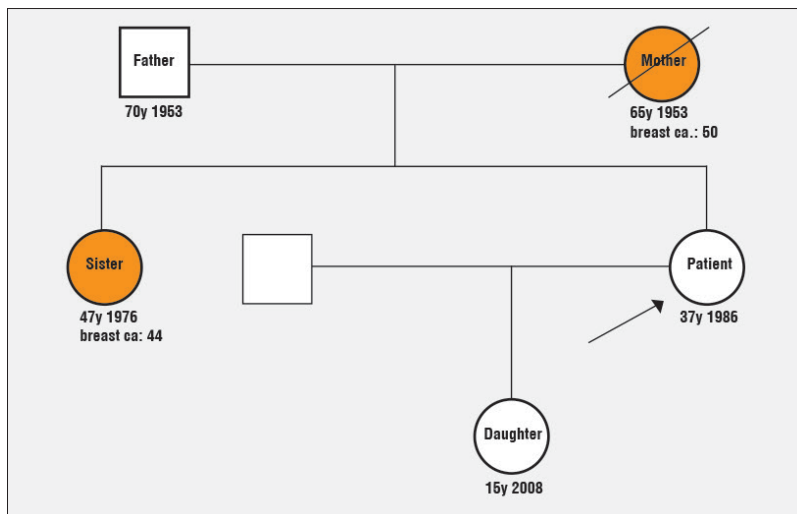 Father
70y 1953
Mother
65y 1953
breast ca.: 50
Sister
47y 1976
breast ca: 44
Patient
37y 1986
Daughter
15y 2008